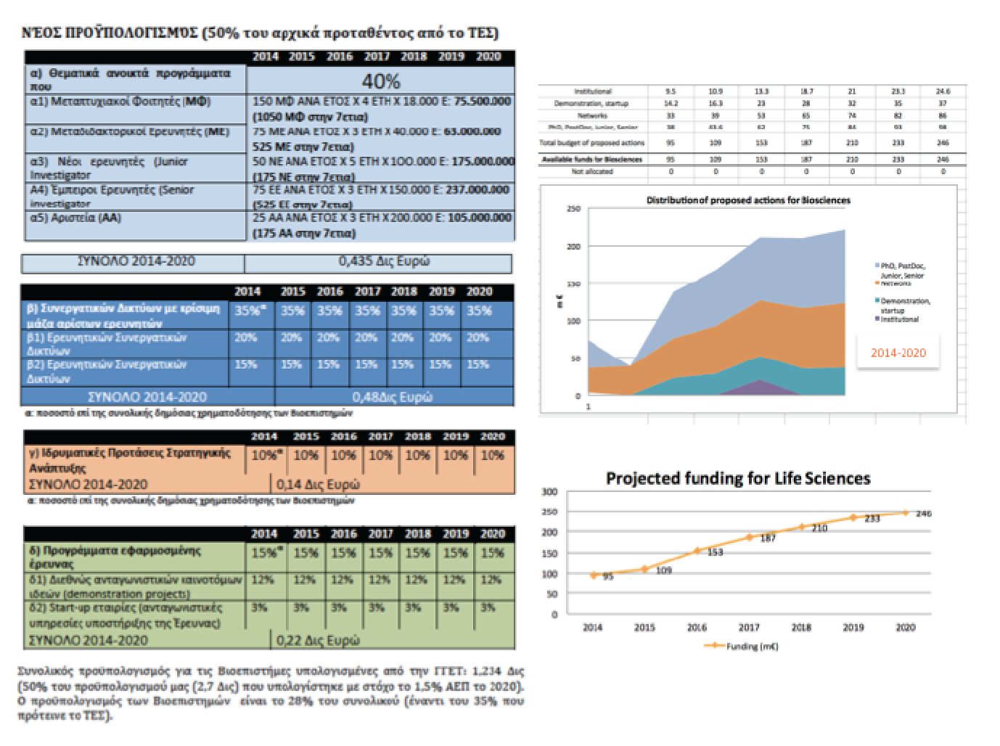 ΝΈΟΣ ΠΡΟΫΠΟΛΟΓΙΣΜΌΣ (50% του αρχικά προταθέντος από το ΤΕΣ)
2014 2015 2016 2017 2018 2019 2020
α) Θεματικά ανοικτά προγράμματα που
40%
α1) Μεταπτυχιακοί Φοιτητές (ΜΦ)
150 ΜΦ ΑΝΑ ΕΤΟΣ Χ 4 ΕΤΗ Χ 18.000 Ε: 75.500.000
(1050 ΜΦ στην 7ετια)
α2) Μεταδιδακτορικοί Ερευνητές (ΜΕ)
75 ΜΕ ΑΝΑ ΕΤΟΣ Χ 3 ΕΤΗ Χ 40.000 Ε: 63.000.000
525 ΜΕ στην 7ετια)
α3) Νέοι ερευνητές (Junior
Investigator
50 ΝΕ ΑΝΑ ΕΤΟΣ Χ 5 ΕΤΗ Χ 100.000 Ε: 175.000.000
(175 ΝΕ στην 7ετια)
Α4) Έμπειροι Ερευνητές (Senior
investigator
75 ΕΕ ΑΝΑ ΕΤΟΣ Χ 3 ΕΤΗ Χ150.000 Ε: 237.000.000
(525 ΕΕ στην 7ετια)
α5) Αριστεία (ΑΑ)
25 ΑΑ ΑΝΑ ΕΤΟΣ Χ 3 ΕΤΗ Χ200.000 Ε: 105.000.000
(175 ΑΑ στην 7ετια)
ΣΥΝΟΛΟ 2014-2020 0,435 Δις Ευρώ
2014 2015 2016 2017 2018 2019 2020
β) Συνεργατικών Δικτύων με κρίσιμη
μάζα αρίστων ερευνητών
35%α 35% 35% 35% 35% 35% 35%
β1) Ερευνητικών Συνεργατικών
Δικτύων
20% 20% 20% 20% 20% 20% 20%
β2) Ερευνητικών Συνεργατικών
Δικτύων
15% 15% 15% 15% 15% 15% 15%
ΣΥΝΟΛΟ 2014-2020 0,48Δις Ευρώ
α: ποσοστό επί της συνολικής δημόσιας χρηματοδότησης των Βιοεπιστημών
2014 2015 2016 2017 2018 2019 2020
γ) Ιδρυματικές Προτάσεις Στρατηγικής
Ανάπτυξης
10%α 10% 10% 10% 10% 10% 10%
ΣΥΝΟΛΟ 2014-2020 0,14 Δις Ευρώ
α: ποσοστό επί της συνολικής δημόσιας χρηματοδότησης των Βιοεπιστημών
2014 2015 2016 2017 2018 2019 2020
δ) Προγράμματα εφαρμοσμένης
έρευνας
15%α 15% 15% 15% 15% 15% 15%
δ1) Διεθνώς ανταγωνιστικών καινοτόμων
ιδεών (demonstration projects)
12% 12% 12% 12% 12% 12% 12%
δ2) Start-up εταιρίες (ανταγωνιστικές
υπηρεσίες υποστήριξης της Έρευνας)
3% 3% 3% 3% 3% 3% 3%
ΣΥΝΟΛΟ 2014-2020 0,22 Δις Ευρώ
Συνολικός προϋπολογισμός για τις Βιοεπιστήμες υπολογισμένες από την ΓΓΕΤ: 1,234 Δις
(50% του προϋπολογισμού μας (2,7 Δις) που υπολογίστηκε με στόχο το 1,5% ΑΕΠ το 2020).
Ο προϋπολογισμός των Βιοεπιστημών είναι το 28% του συνολικού (έναντι του 35% που
πρότεινε το ΤΕΣ).
Institutional 9.5 10.9 13.3 18.7 21 23.3 24.6
Demonstration, startup 14.2 16.3 23 28 32 35 37
Networks 33 39 53 65 74 82 86
PhD, PostDoc, Junior, Senior 38 43.6 62 75 84 93 98
Total budget of proposed actions 95 109 153 187 210 233 246
Available funds for Biosciences 95 109 153 187 210 233 246
Not allocated 0 0 0 0 0 0 0
Distribution of proposed actions for Biosciences
250
200
150
100
50
0
m €
1
PhD, PostDoc,
Junior, Senior
Networks
Demonstration,
startup
Institutional
2014-2020
Projected funding for Life Sciences
300
250
200
150
100
50
0
95 109 153 187 210 233 246
2014 2015 2016 2017 2018 2019 2020
Funding (m€)